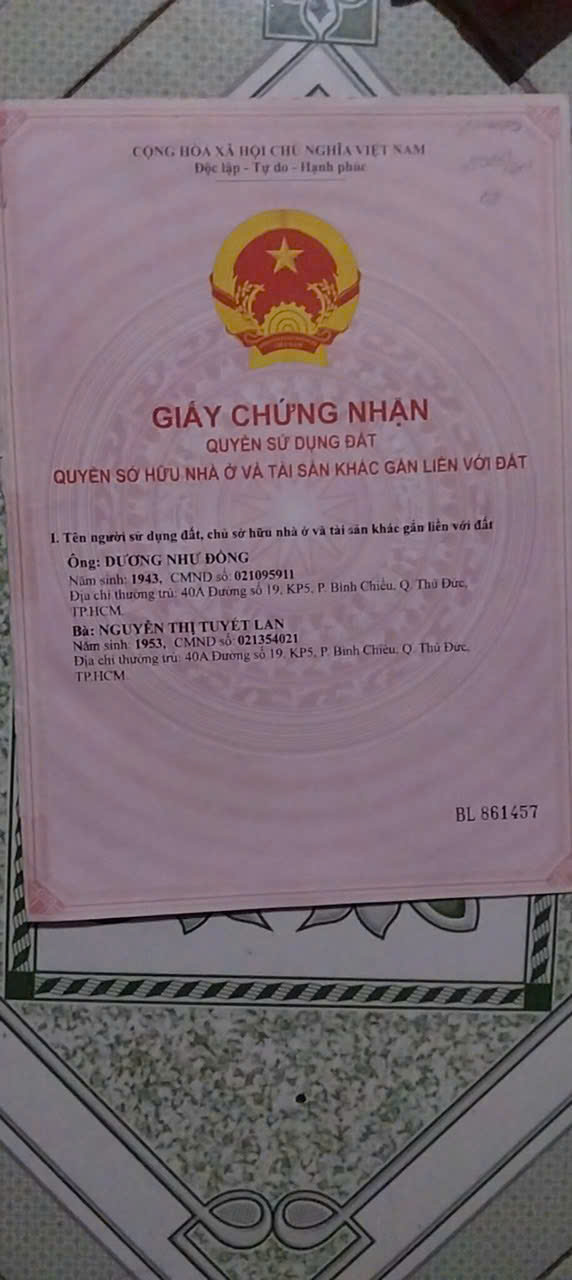 CỘNG HÒA XÃ HỘI CHỦ NGHĨA VIỆT NAM
Độc lập - Tự do - Hạnh phúc
GIẤY CHỨNG NHẬN
QUYỀN SỬ DỤNG ĐẤT
QUYỀN SỞ HỮU NHÀ Ở VÀ TÀI SẢN KHÁC GẮN LIỀN VỚI ĐẤT
I. Tên người sử dụng đất, chủ sở hữu nhà ở và tài sản khác gắn liền với đất
Ông: DƯƠNG NHƯ ĐÔNG
Năm sinh: 1943, CMND số: 021095911
Địa chỉ thường trú: 40A Đường số 19, KP5, P. Bình Chiểu, Q. Thủ Đức,
TP.HCM.
Bà: NGUYỄN THỊ TUYẾT LAN
Năm sinh: 1953, CMND số: 021354021
Địa chỉ thường trú: 40A Đường số 19, KP5, P. Bình Chiểu, Q. Thủ Đức,
TP.HCM.
BL 861457